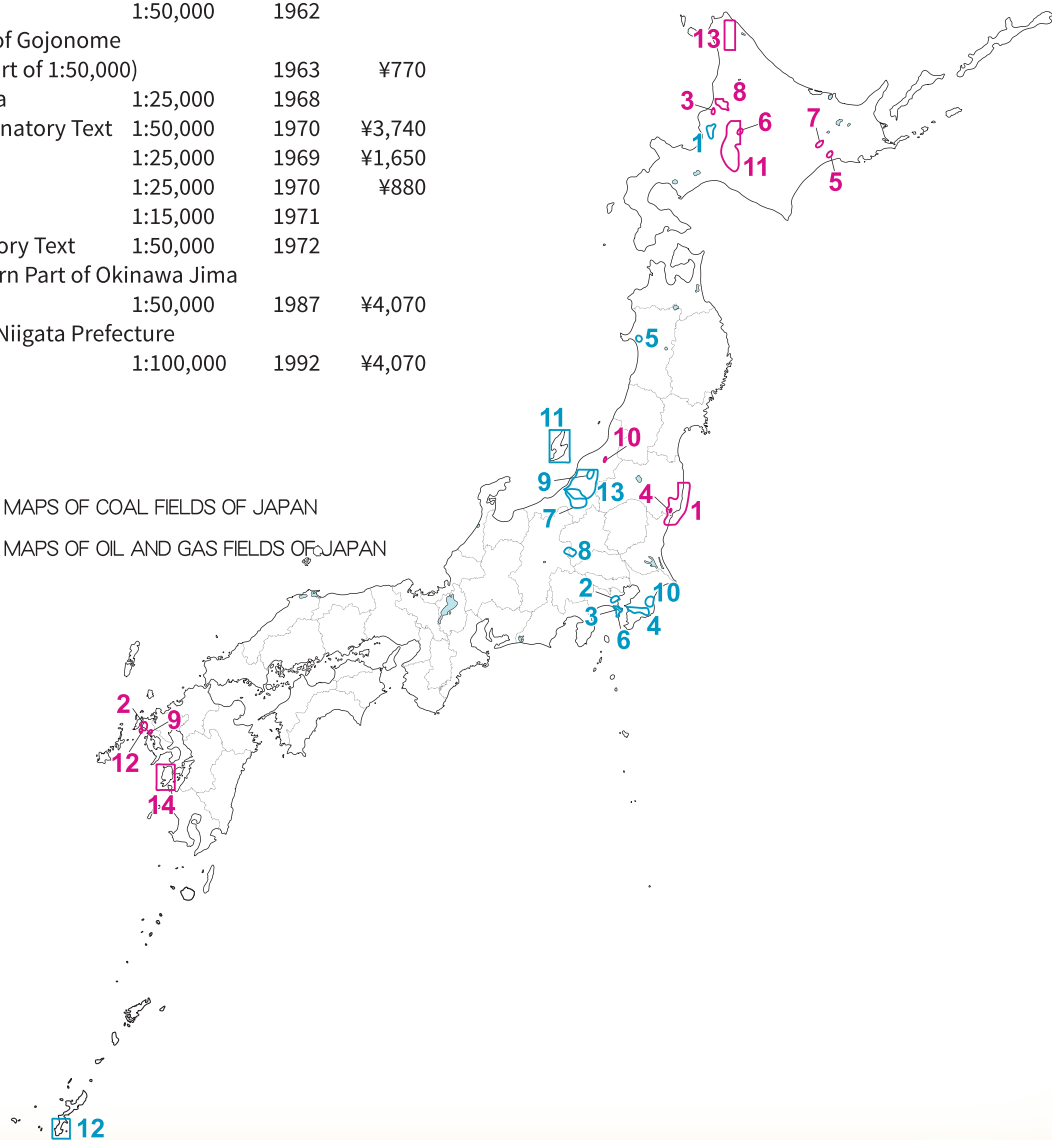 1:50,000 1962
of Gojonome
rt of 1:50,000) 1963 ¥770
a 1:25,000 1968
natory Text 1:50,000 1970 ¥3,740
1:25,000 1969 ¥1,650
1:25,000 1970 ¥880
1:15,000 1971
ory Text 1:50,000 1972
rn Part of Okinawa Jima
1:50,000 1987 ¥4,070
Niigata Prefecture
1:100,000 1992 ¥4,070
MAPS OF COAL FIELDS OF JAPAN
MAPS OF OIL AND GAS FIELDS OF JAPAN
13
8
3
6
7
1
11
5
5
11
10
9
13
4
1
7
8
2
10
3
4
6
2
9
12
14
12